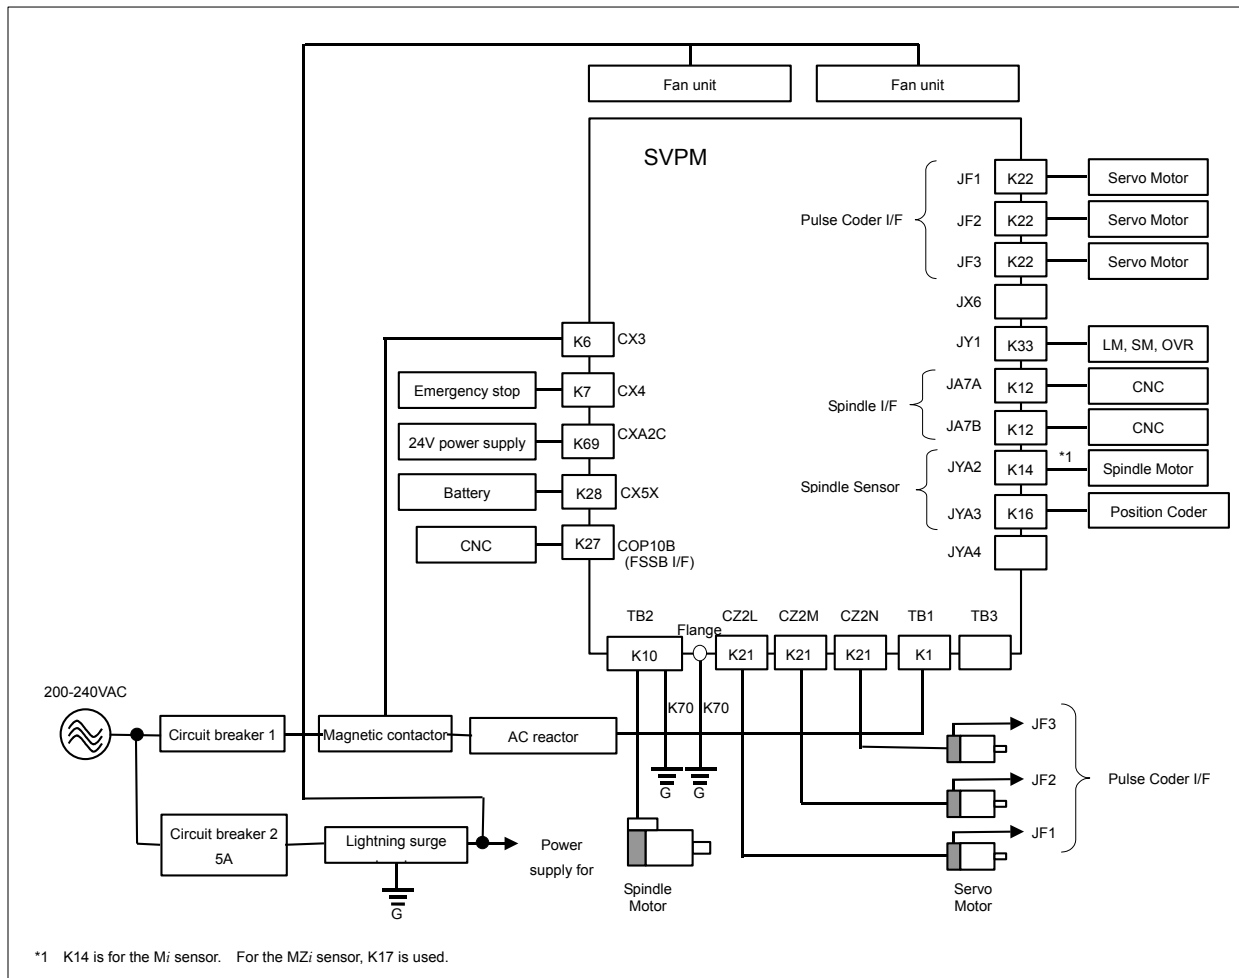 Fan unit
Fan unit
SVPM
JF1
K22
Servo Motor
Pulse Coder I/F
JF2
K22
Servo Motor
JF3
K22
Servo Motor
JX6
K6
CX3
JY1
K33
LM, SM, OVR
Emergency stop
K7
CX4
JA7A
K12
CNC
Spindle I/F
24V power supply
K69
CXA2C
JA7B
K12
CNC
JYA2
K14
*1
Spindle Motor
Spindle Sensor
Battery
K28
CX5X
JYA3
K16
Position Coder
CNC
K27
COP10B
(FSSB I/F)
JYA4
TB2
Flange
CZ2L
CZ2M
CZ2N
TB1
TB3
K10
K21
K21
K21
K1
200-240VAC
K70
K70
Circuit breaker 1
Magnetic contactor
AC reactor
JF3
G
G
JF2
Pulse Coder I/F
Circuit breaker 2
5A
Lightning surge
Power
supply for
JF1
G
Spindle
Motor
Servo
Motor
*1 K14 is for the Mi sensor. For the MZi sensor, K17 is used.